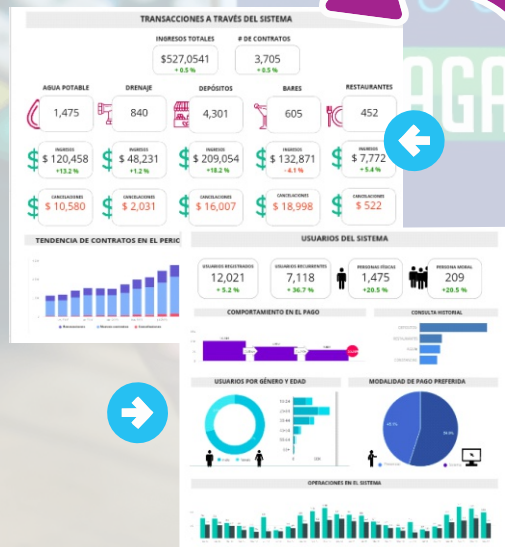 TRANSACCIONES A TRAVÉS DEL SISTEMA
INGRESOS TOTALES
# DE CONTRATOS
$527,0541
+ 0.5 %
3,705
+ 0.5 %
AGUA POTABLE
DRENAJE
DEPÓSITOS
BARES
RESTAURANTES
1,475
840
4,301
605
452
INGRESOS
INGRESOS
INGRESOS
INGRESOS
INGRESOS
$ 120,458
$ 48,231
$ 209,054
$ 132,871
$ 7,772
+13.2 %
+1.2 %
+18.2 %
-4.1 %
+ 5.4 %
CANCELACIONES
CANCELACIONES
CANCELACIONES
CANCELACIONES
CANCELACIONES
$ 10,580
$ 2,031
$ 16,007
$ 18,998
$ 522
TENDENCIA DE CONTRATOS EN EL PERIO
USUARIOS DEL SISTEMA
USUARIOS REGISTRADOS
USUARIOS RECURRENTES
PERSONAS FÍSICAS
PERSONA MORAL
12,021
7,118
1,475
209
+ 5.2 %
+ 36.7 %
+20.5 %
+20.5 %
COMPORTAMIENTO EN EL PAGO
CONSULTA HISTORIAL
USUARIOS POR GÉNERO Y EDAD
MODALIDAD DE PAGO PREFERIDA
OPERACIONES EN EL SISTEMA
AGA